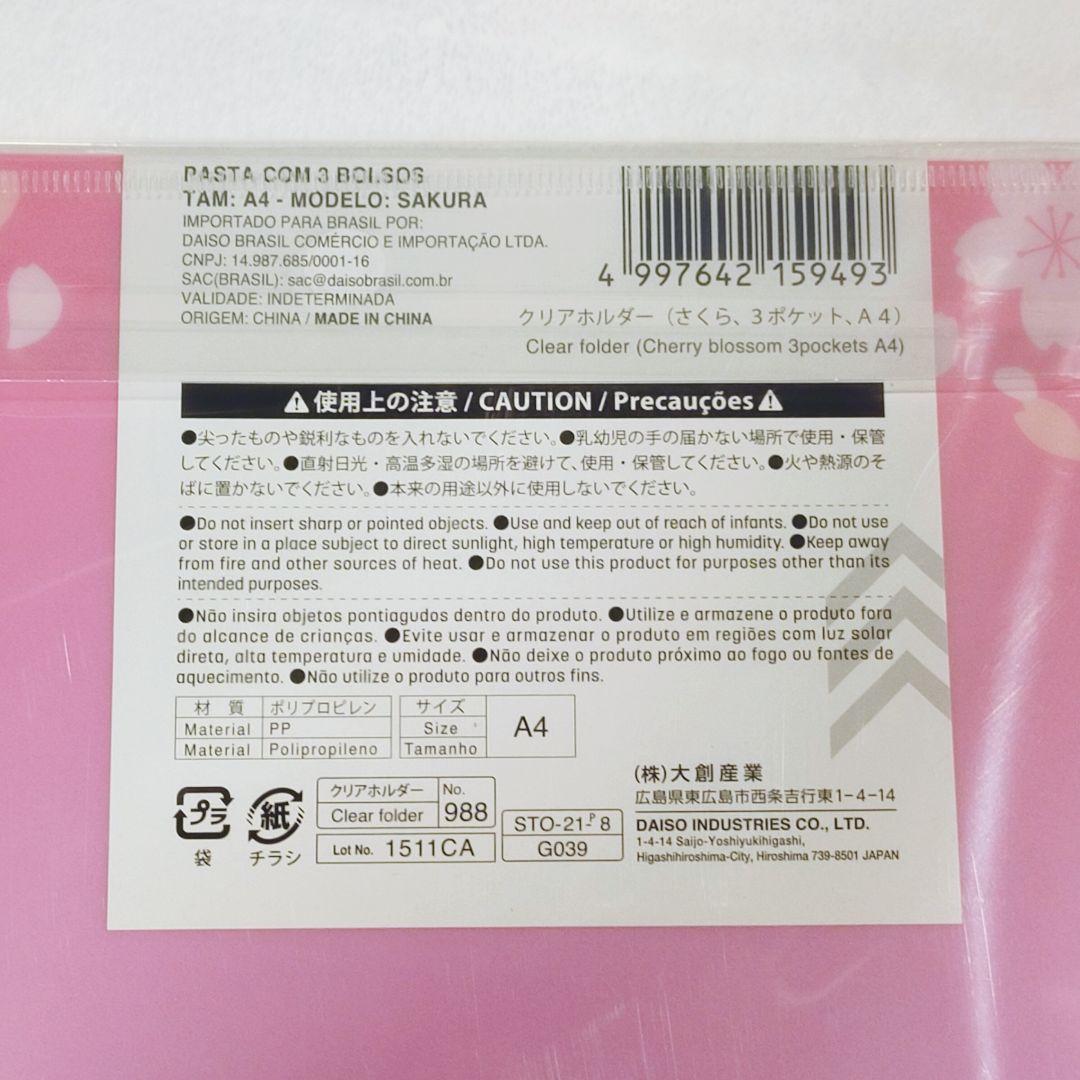 PASTA COM 3 BOLSOS
TAM: A4 - MODELO: SAKURA
IMPORTADO PARA BRASIL POR:
DAISO BRASIL COMÉRCIO E IMPORTAÇÃO LTDA.
CNPJ: 14.987.685/0001-16
SAC(BRASIL): sac@daisobrasil.com.br
VALIDADE: INDETERMINADA
ORIGEM: CHINA / MADE IN CHINA
4 997642 159493
クリアホルダー（さくら、３ポケット、Ａ４）
Clear folder (Cherry blossom 3pockets A4)
使用上の注意 / CAUTION / Precauções
●尖ったものや鋭利なものを入れないでください。●乳幼児の手の届かない場所で使用・保管
してください。●直射日光・高温多湿の場所を避けて、使用・保管してください。●火や熱源のそ
ばに置かないでください。●本来の用途以外に使用しないでください。
●Do not insert sharp or pointed objects. ●Use and keep out of reach of infants. ●Do not use
or store in a place subject to direct sunlight, high temperature or high humidity. ●Keep away
from fire and other sources of heat. ●Do not use this product for purposes other than its
intended purposes.
●Não insira objetos pontiagudos dentro do produto. ●Utilize e armazene o produto fora
do alcance de crianças. ●Evite usar e armazenar o produto em regiões com luz solar
direta, alta temperatura e umidade. ●Não deixe o produto próximo ao fogo ou fontes de
aquecimento. ●Não utilize o produto para outros fins.
材 質 ポリプロピレン
Material PP
Material Polipropileno
サイズ
Size
Tamanho
A4
プラ
袋
紙
チラシ
クリアホルダー
Clear folder
No.
988
Lot No. 1511CA
STO-21-P 8
G039
(株)大創産業
広島県東広島市西条吉行東1-4-14
DAISO INDUSTRIES CO., LTD.
1-4-14 Saijo-Yoshiyukihigashi,
Higashihiroshima-City, Hiroshima 739-8501 JAPAN